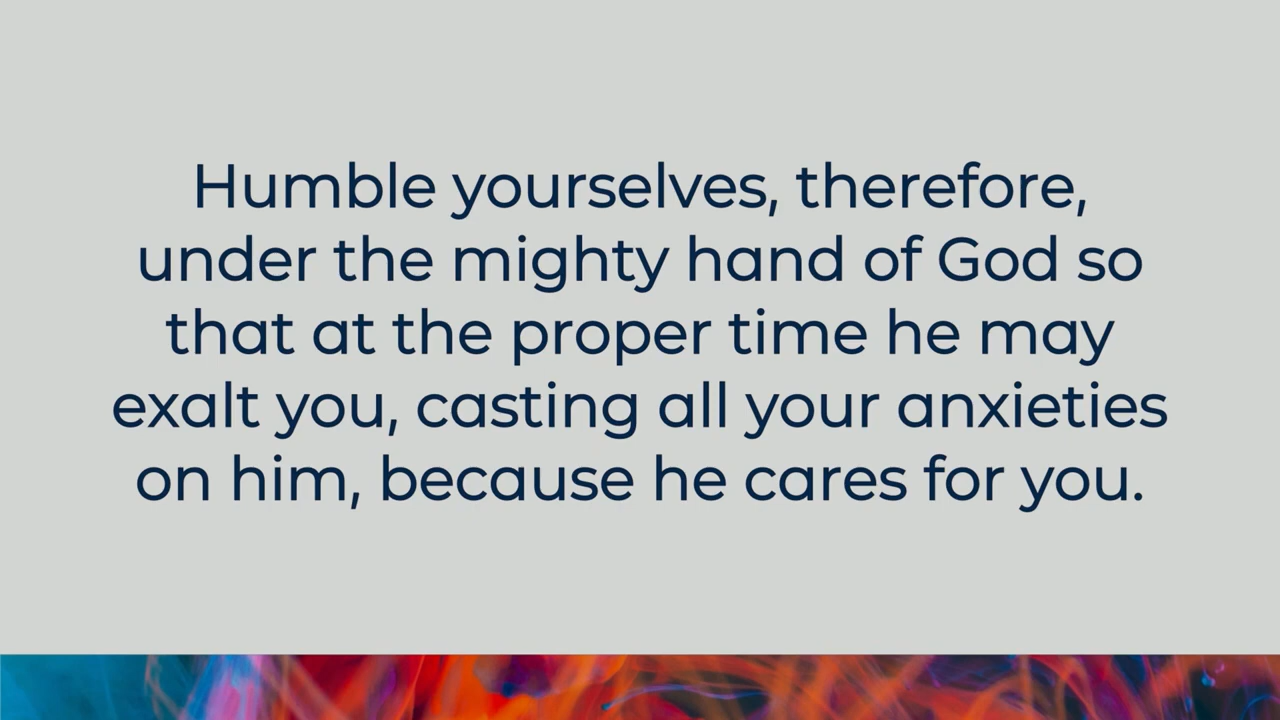 Humble yourselves, therefore,
under the mighty hand of God so
that at the proper time he may
exalt you, casting all your anxieties
on him, because he cares for you.